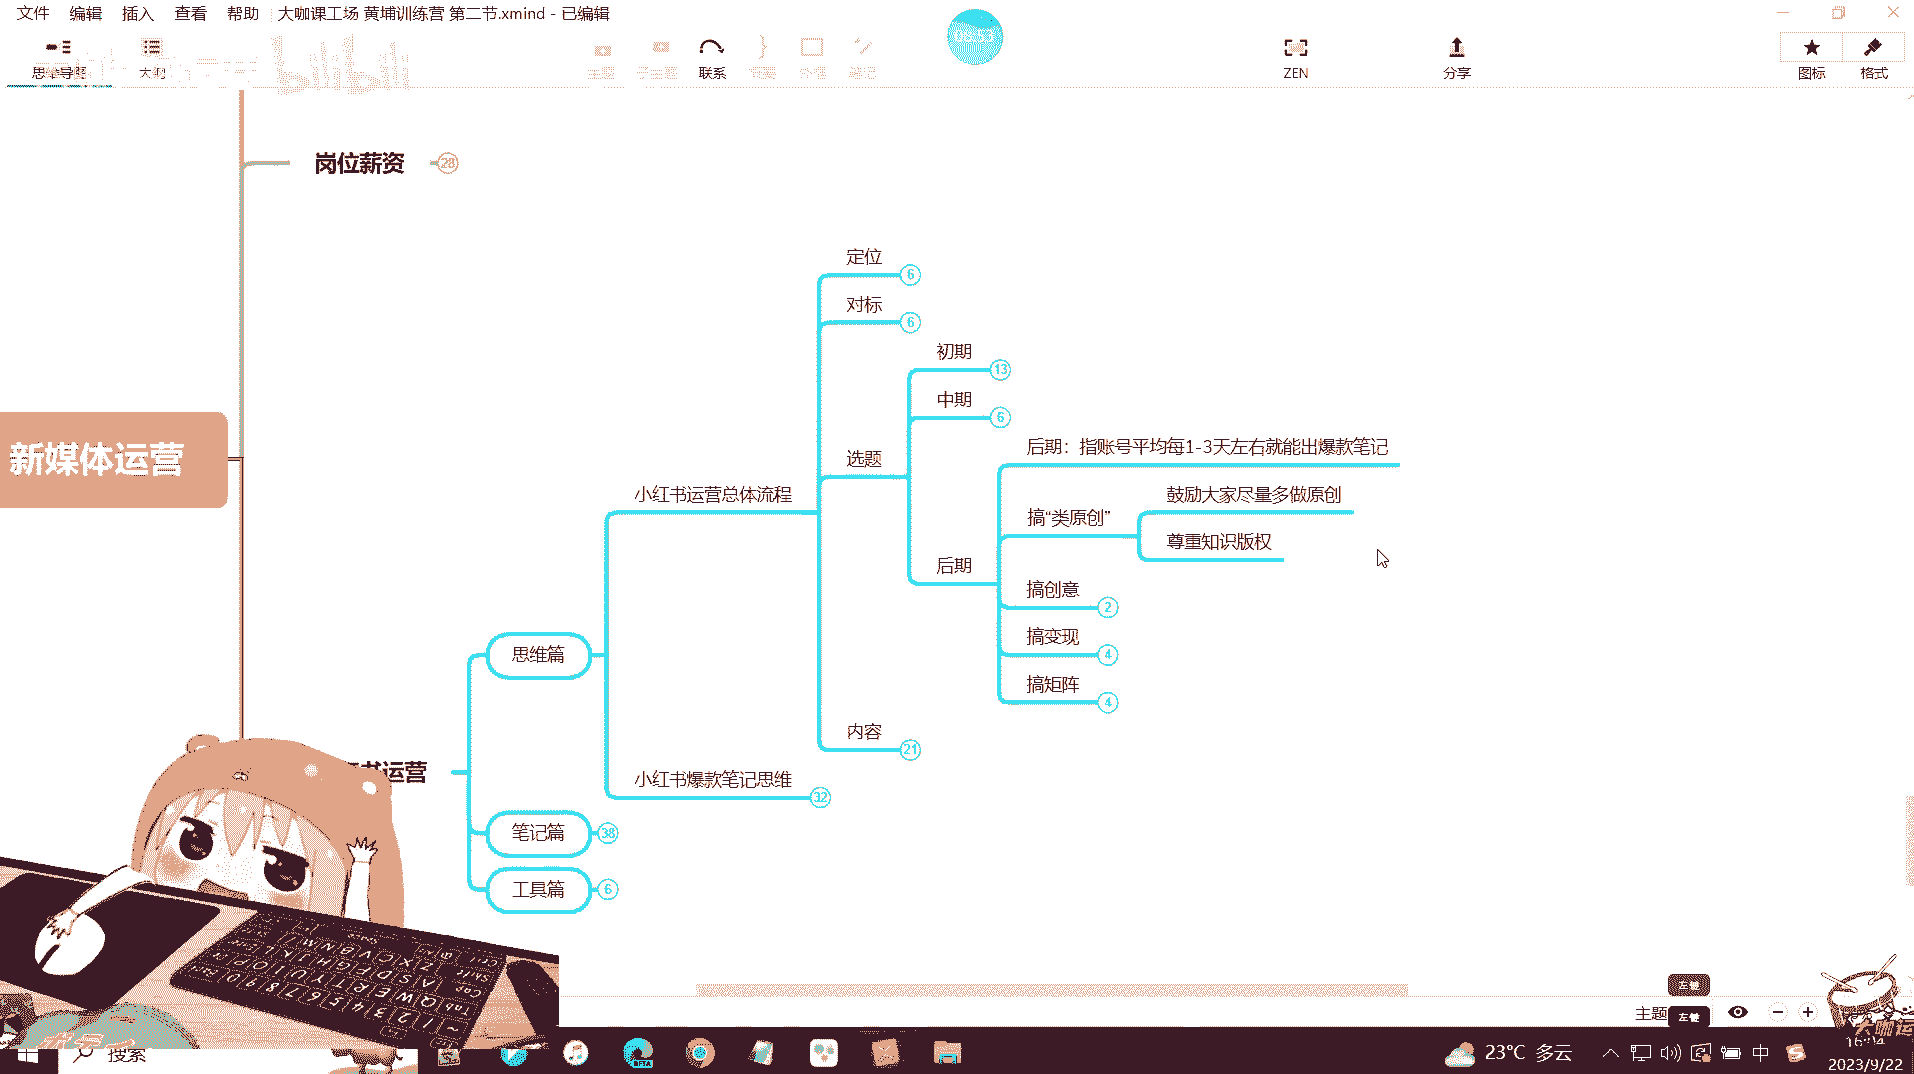 文件 编辑 插入 查看 帮助 大咖课工场 黄埔训练营 第二节.xmind - 已编辑
思维导图 大纲 联系 ZEN 分享 图标 格式
bilibili
岗位薪资 28
定位 6
对标 6
初期 13
中期 6
后期：指账号平均每1-3天左右就能出爆款笔记
选题
新媒体运营
小红书运营总体流程
鼓励大家尽量多做原创
搞“类原创”
尊重知识版权
后期
搞创意 2
搞变现 4
思维篇
搞矩阵 4
内容 21
书运营
小红书爆款笔记思维 32
笔记篇 38
工具篇 6
左键
主题
左键
搜索
BETA
23°C 多云
中
16:04
2023/9/22